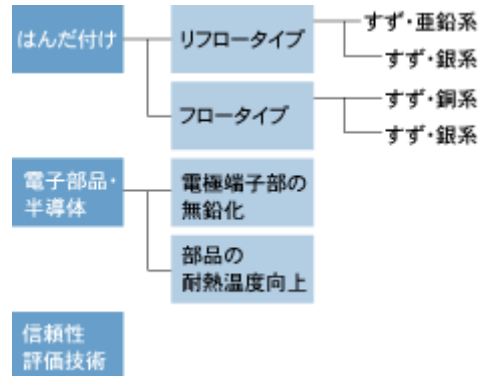 はんだ付け
リフロータイプ
すず・亜鉛系
すず・銀系
フロータイプ
すず・銅系
すず・銀系
電子部品・
半導体
電極端子部の
無鉛化
部品の
耐熱温度向上
信頼性
評価技術